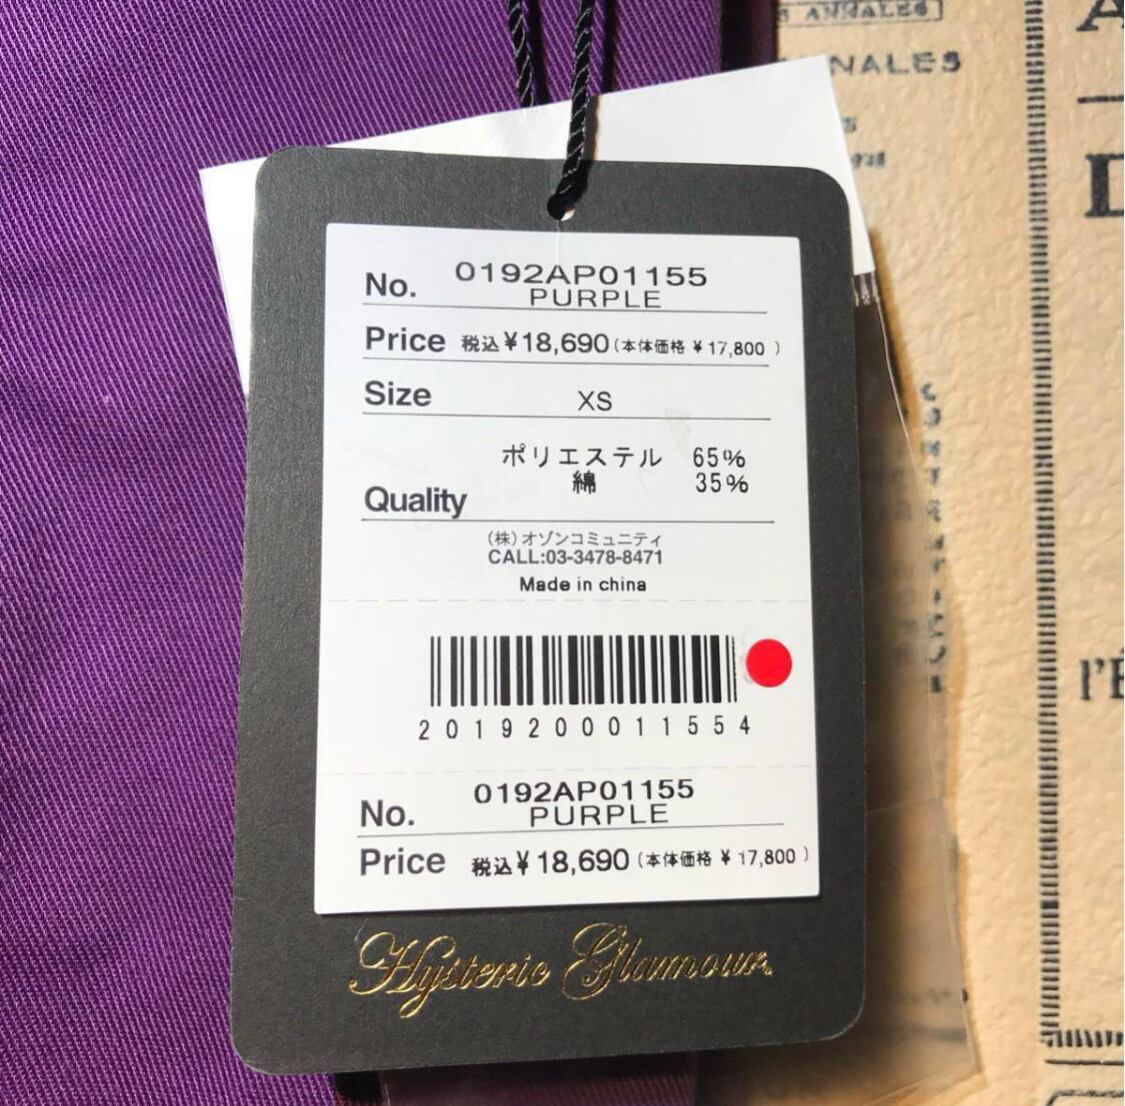 ANNALES
NALES
No. 0192AP01155
PURPLE
Price 税込¥18,690(本体価格 ¥17,800 )
Size XS
ポリエステル 65%
綿 35%
Quality
(株)オゾンコミュニティ
CALL:03-3478-8471
Made in china
2019200011554
No. 0192AP01155
PURPLE
Price 税込¥18,690(本体価格 ¥17,800 )
Hysteric Glamour.
l'É